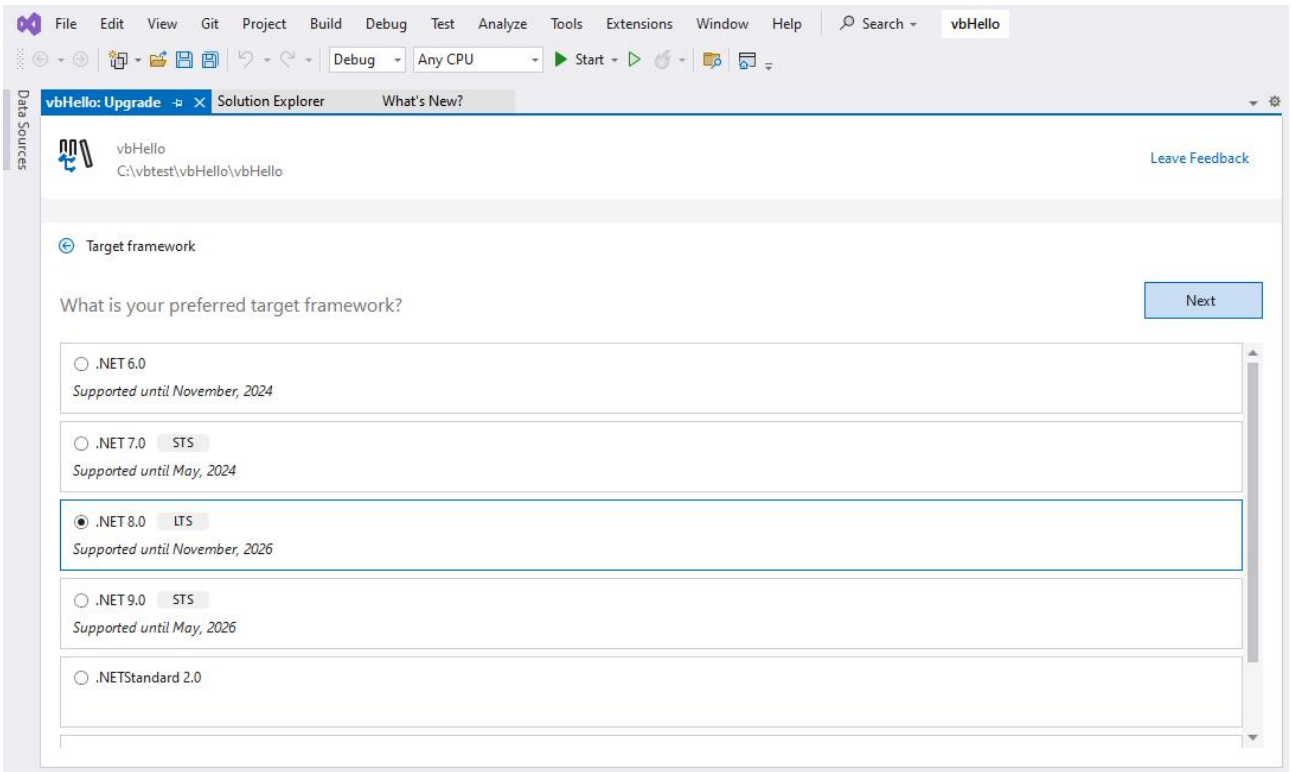 File Edit View Git Project Build Debug Test Analyze Tools Extensions Window Help Search vbHello
Debug Any CPU Start
Data Sources
vbHello: Upgrade Solution Explorer What's New?
vbHello
C:\vbtest\vbHello\vbHello
Leave Feedback
Target framework
What is your preferred target framework?
Next
.NET 6.0
Supported until November, 2024
.NET 7.0 STS
Supported until May, 2024
.NET 8.0 LTS
Supported until November, 2026
.NET 9.0 STS
Supported until May, 2026
.NETStandard 2.0